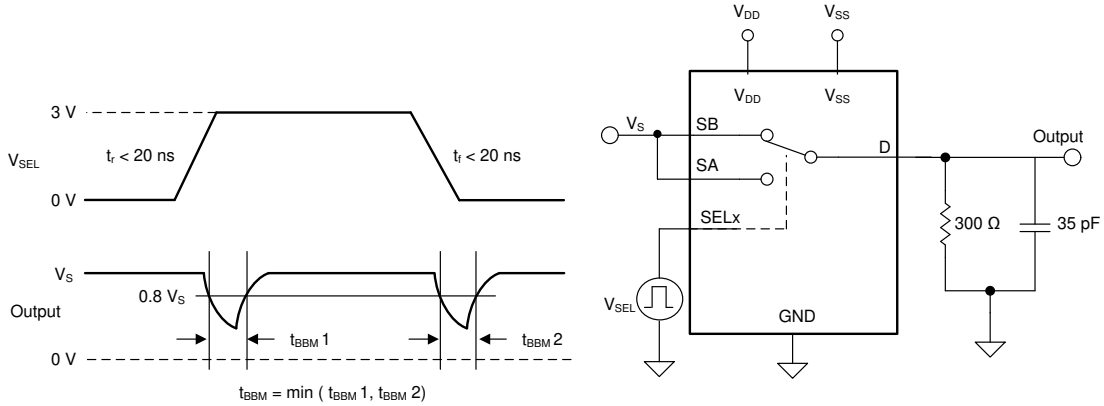 3 V
V_SEL
t_r < 20 ns
t_f < 20 ns
0 V
V_S
0.8 V_S
Output
t_BBM 1
t_BBM 2
0 V
t_BBM = min ( t_BBM 1, t_BBM 2)
V_DD
V_SS
V_DD
V_SS
V_S
SB
SA
SELx
D
Output
300 Ω
35 pF
V_SEL
GND